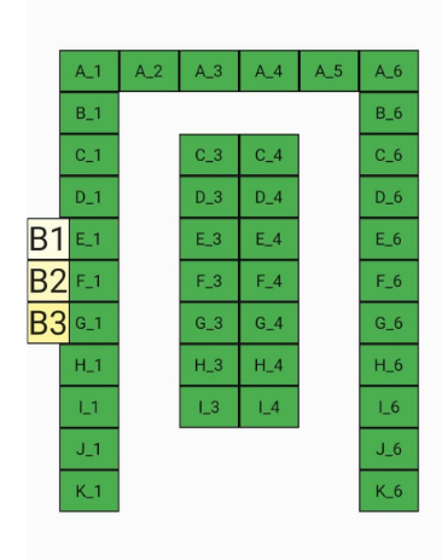 A_1 A_2 A_3 A_4 A_5 A_6
B_1 B_6
C_1 C_3 C_4 C_6
D_1 D_3 D_4 D_6
B1 E_1 E_3 E_4 E_6
B2 F_1 F_3 F_4 F_6
B3 G_1 G_3 G_4 G_6
H_1 H_3 H_4 H_6
I_1 I_3 I_4 I_6
J_1 J_6
K_1 K_6